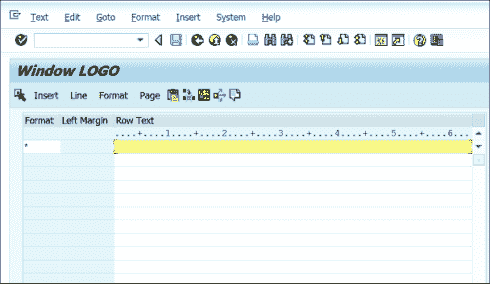 Text Edit Goto Format Insert System Help
Window LOGO
Insert Line Format Page
Format Left Margin Row Text
....+....1....+....2....+....3....+....4....+....5....+....6...
*